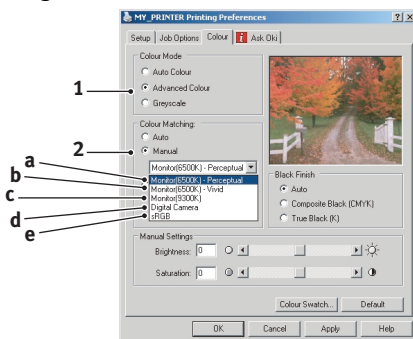 MY_PRINTER Printing Preferences
Setup Job Options Colour Ask Oki
Colour Mode
Auto Colour
1 Advanced Colour
Greyscale
Colour Matching:
Auto
2 Manual
Monitor(6500K) - Perceptual
a Monitor(6500K) - Perceptual
b Monitor(6500K) - Vivid
c Monitor(9300K)
d Digital Camera
e sRGB
Black Finish
Auto
Composite Black (CMYK)
True Black (K)
Manual Settings
Brightness: 0
Saturation: 0
Colour Swatch... Default
OK Cancel Apply Help